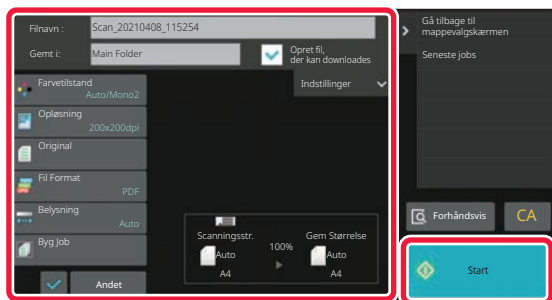 Filnavn :
Scan_20210408_115254
Gemt i:
Main Folder
Opret fil,
der kan downloades
Indstillinger
Farvetilstand
Auto/Mono2
Opløsning
200x200dpi
Original
Fil Format
PDF
Belysning
Auto
Byg Job
Andet
Scanningsstr.
Auto
A4
100%
Gem Størrelse
Auto
A4
Gå tilbage til
mappevalgskærmen
Seneste jobs
Forhåndsvis
CA
Start